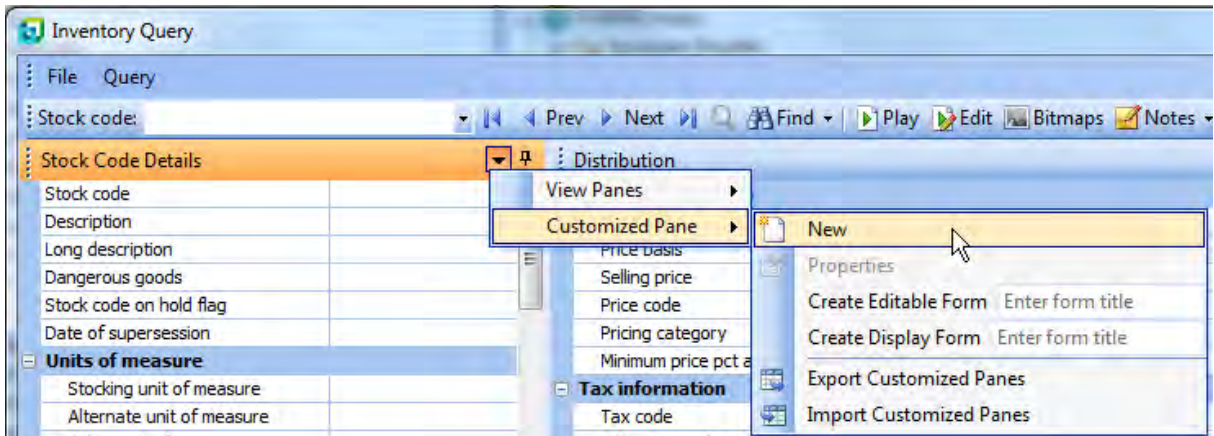 Inventory Query
File Query
Stock code: Prev Next Find Play Edit Bitmaps Notes
Stock Code Details
Distribution
Stock code
Description
Long description
Dangerous goods
Stock code on hold flag
Date of supersession
Units of measure
Stocking unit of measure
Alternate unit of measure
View Panes
Customized Pane
Price basis
Selling price
Price code
Pricing category
Minimum price pct a
Tax information
Tax code
New
Properties
Create Editable Form Enter form title
Create Display Form Enter form title
Export Customized Panes
Import Customized Panes